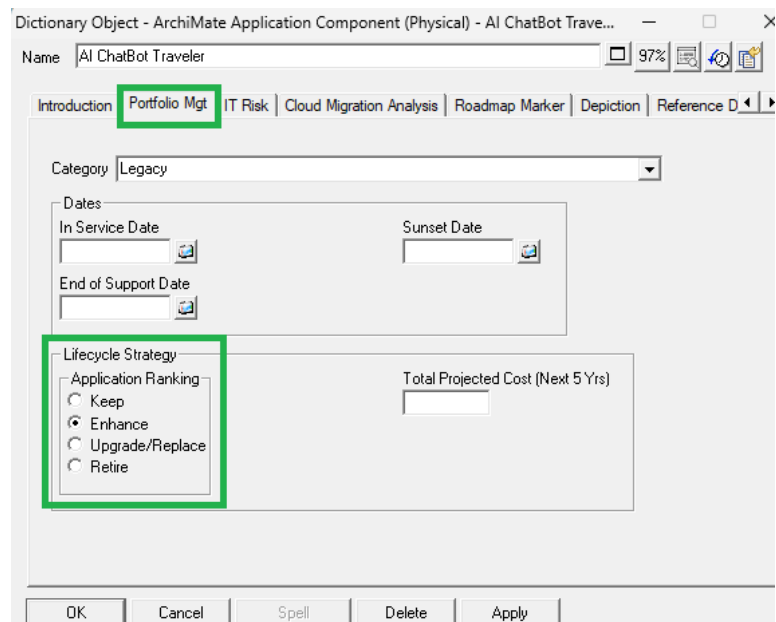 Dictionary Object - ArchiMate Application Component (Physical) - AI ChatBot Trave...
Name AI ChatBot Traveler 97%
Introduction Portfolio Mgt IT Risk Cloud Migration Analysis Roadmap Marker Depiction Reference D
Category Legacy
Dates
In Service Date Sunset Date
End of Support Date
Lifecycle Strategy
Application Ranking Total Projected Cost (Next 5 Yrs)
Keep
Enhance
Upgrade/Replace
Retire
OK Cancel Spell Delete Apply